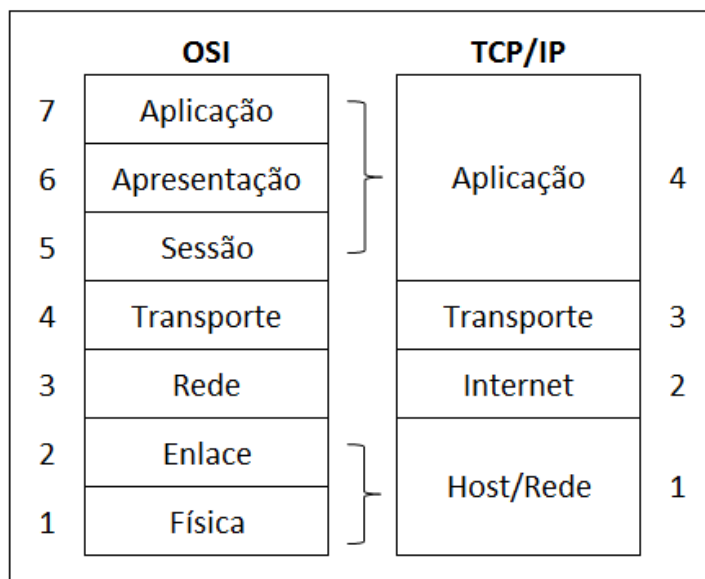 OSI TCP/IP
7 Aplicação
6 Apresentação Aplicação 4
5 Sessão
4 Transporte Transporte 3
3 Rede Internet 2
2 Enlace
Host/Rede 1
1 Física